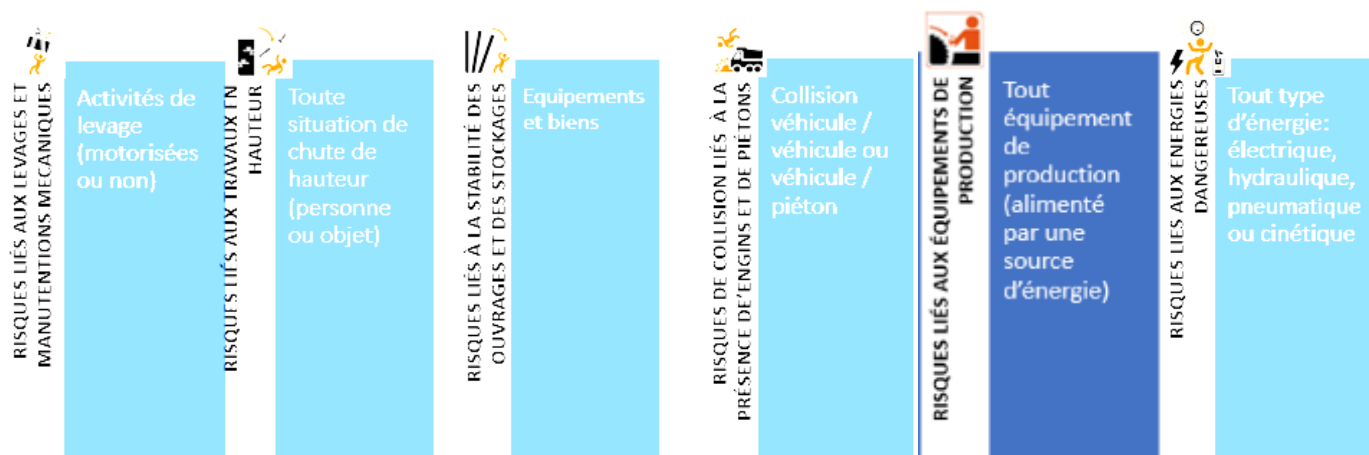 RISQUES LIÉS AUX LEVAGES ET
MANUTENTIONS MECANIQUES
Activités de
levage
(motorisées
ou non)
RISQUES LIÉS AUX TRAVAUX EN
HAUTEUR
Toute
situation de
chute de
hauteur
(personne
ou objet)
RISQUES LIÉS À LA STABILITÉ DES
OUVRAGES ET DES STOCKAGES
Equipements
et biens
RISQUES DE COLLISION LIÉS À LA
PRÉSENCE DE'ENGINS ET DE PIÉTONS
Collision
véhicule /
véhicule ou
véhicule /
piéton
RISQUES LIÉS AUX ÉQUIPEMENTS DE
PRODUCTION
Tout
équipement
de
production
(alimenté
par une
source
d'énergie)
RISQUES LIES AUX ENERGIES
DANGEREUSES
Tout type
d'énergie:
électrique,
hydraulique,
pneumatique
ou cinétique